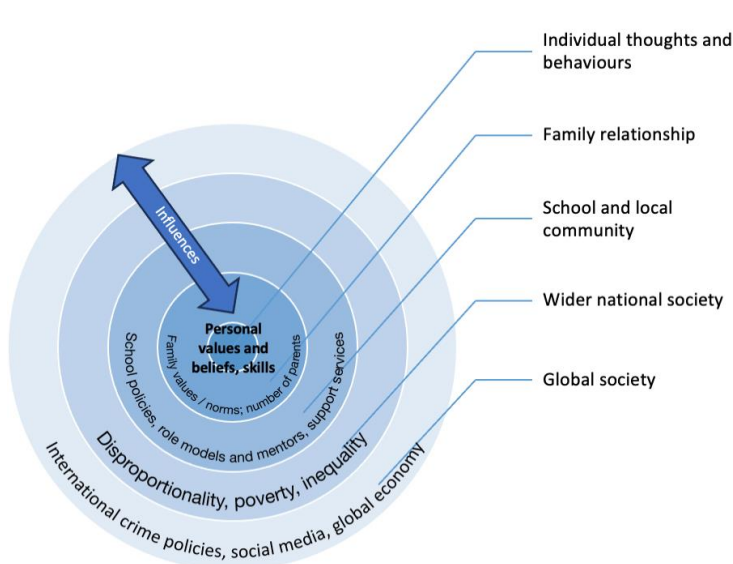 Individual thoughts and
behaviours
Family relationship
School and local
community
Wider national society
Global society
Influences
Personal
values and
beliefs, skills
Family values / norms; number of parents
School policies, role models and mentors, support services
Disproportionality, poverty, inequality
International crime policies, social media, global economy